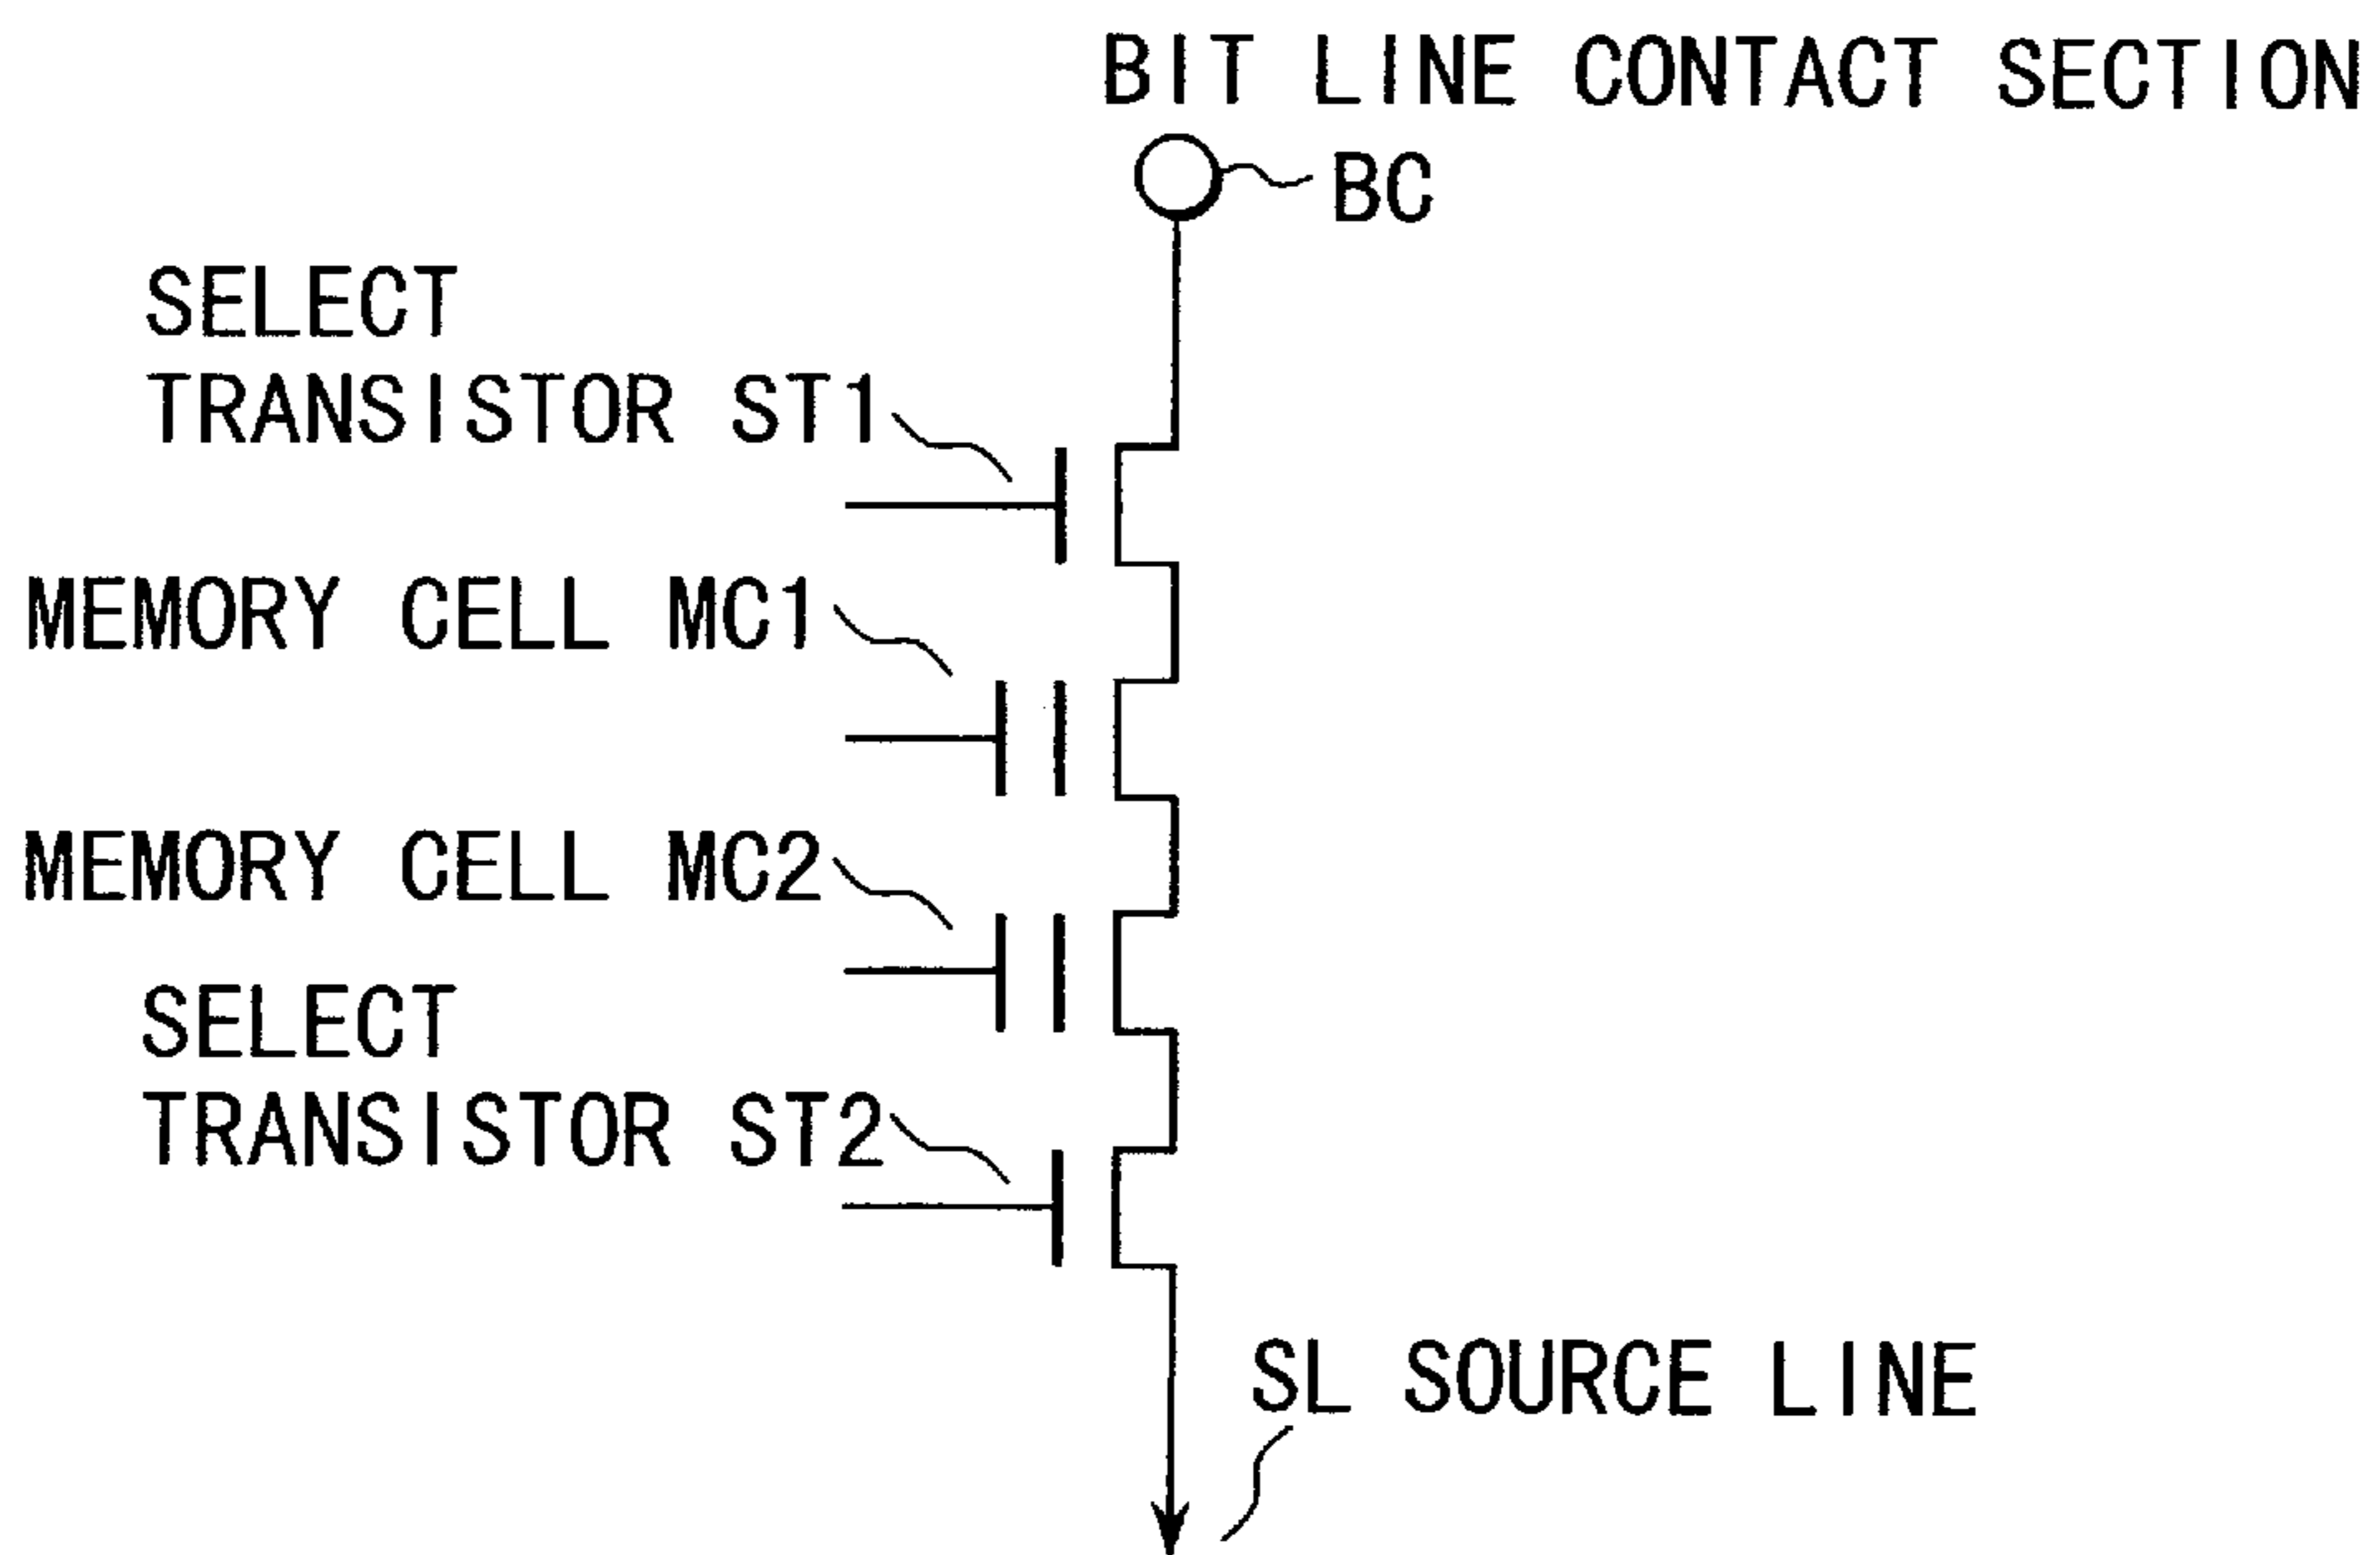 BIT LINE CONTACT SECTION
BC
SELECT
TRANSISTOR ST1
MEMORY CELL MC1
MEMORY CELL MC2
SELECT
TRANSISTOR ST2
SL SOURCE LINE